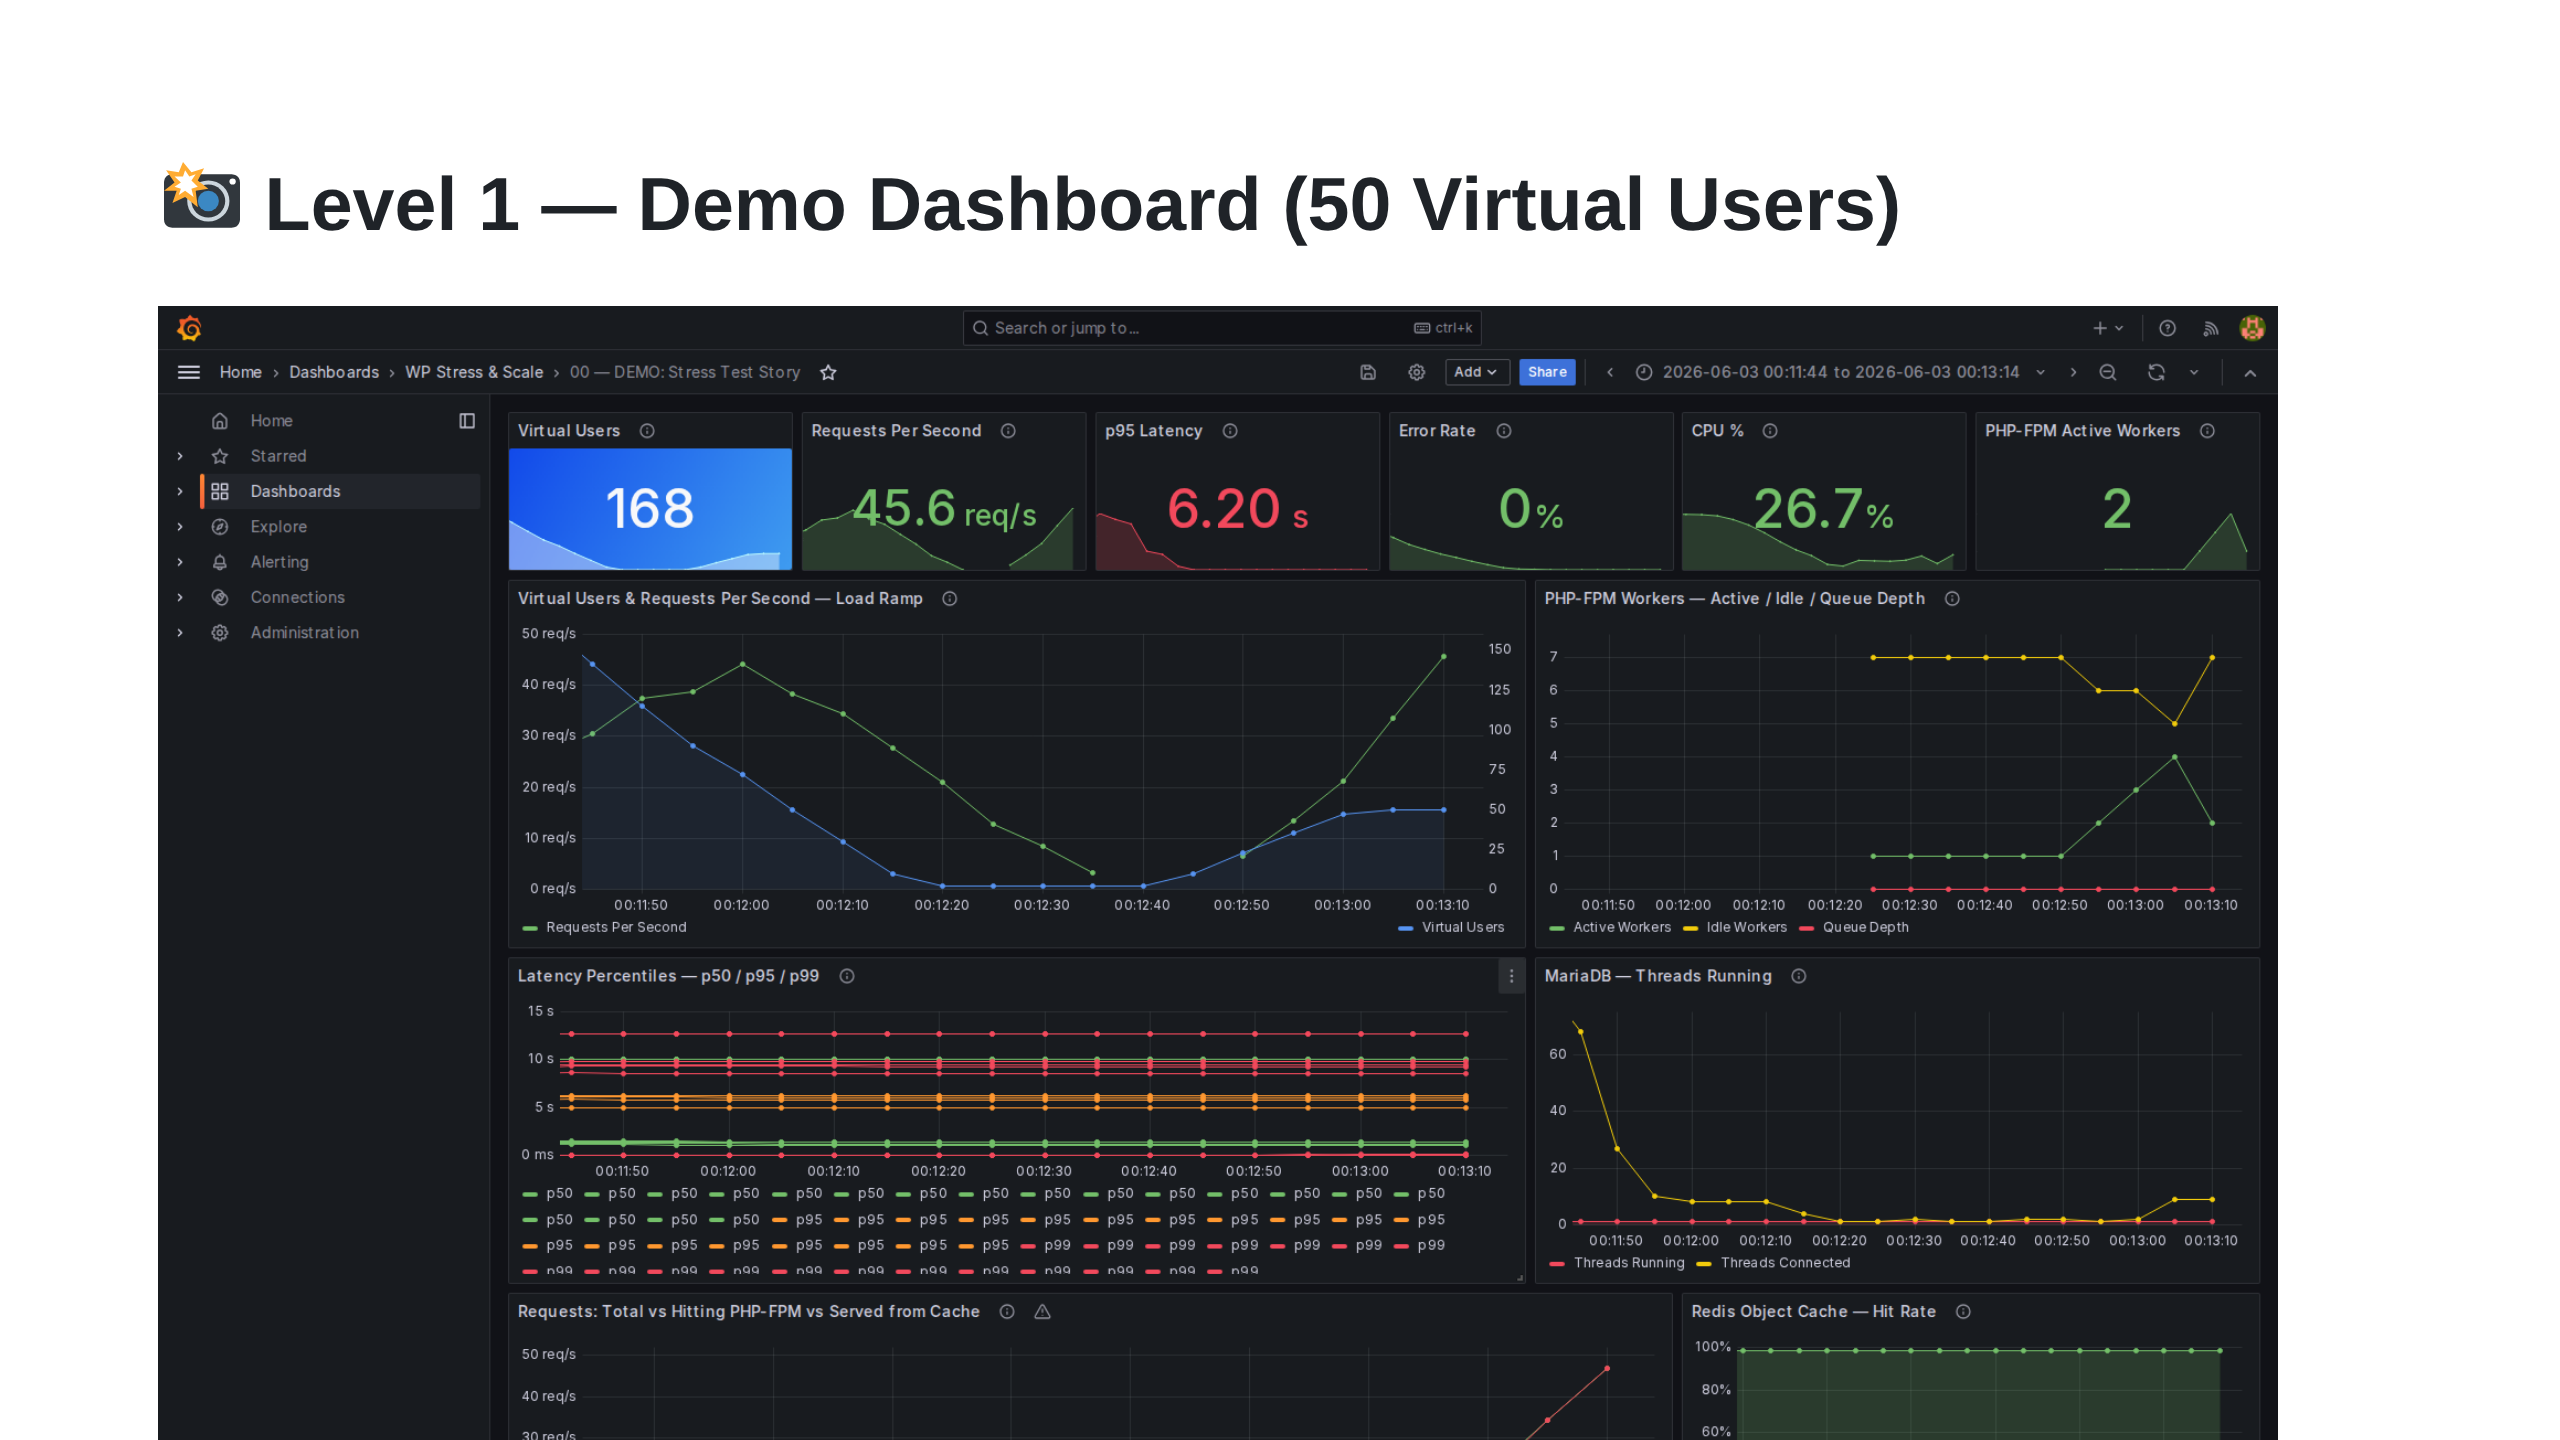 Level 1 — Demo Dashboard (50 Virtual Users)
Search or jump to...
ctrl+k
Home › Dashboards › WP Stress & Scale › 00 — DEMO: Stress Test Story
Add
Share
2026-06-03 00:11:44 to 2026-06-03 00:13:14
Home
Starred
Dashboards
Explore
Alerting
Connections
Administration
Virtual Users
168
Requests Per Second
45.6 req/s
p95 Latency
6.20 s
Error Rate
0%
CPU %
26.7%
PHP-FPM Active Workers
2
Virtual Users & Requests Per Second — Load Ramp
50 req/s
40 req/s
30 req/s
20 req/s
10 req/s
0 req/s
150
125
100
75
50
25
0
00:11:50 00:12:00 00:12:10 00:12:20 00:12:30 00:12:40 00:12:50 00:13:00 00:13:10
Requests Per Second
Virtual Users
PHP-FPM Workers — Active / Idle / Queue Depth
7
6
5
4
3
2
1
0
00:11:50 00:12:00 00:12:10 00:12:20 00:12:30 00:12:40 00:12:50 00:13:00 00:13:10
Active Workers Idle Workers Queue Depth
Latency Percentiles — p50 / p95 / p99
15 s
10 s
5 s
0 ms
00:11:50 00:12:00 00:12:10 00:12:20 00:12:30 00:12:40 00:12:50 00:13:00 00:13:10
p50 p50 p50 p50 p50 p50 p50 p50 p50 p50 p50 p50 p50 p50 p50
p50 p50 p50 p50 p95 p95 p95 p95 p95 p95 p95 p95 p95 p95 p95
p95 p95 p95 p95 p95 p95 p95 p95 p99 p99 p99 p99 p99 p99 p99
p99 p99 p99 p99 p99 p99 p99 p99 p99 p99 p99 p99
MariaDB — Threads Running
60
40
20
0
00:11:50 00:12:00 00:12:10 00:12:20 00:12:30 00:12:40 00:12:50 00:13:00 00:13:10
Threads Running Threads Connected
Requests: Total vs Hitting PHP-FPM vs Served from Cache
50 req/s
40 req/s
30 req/s
Redis Object Cache — Hit Rate
100%
80%
60%